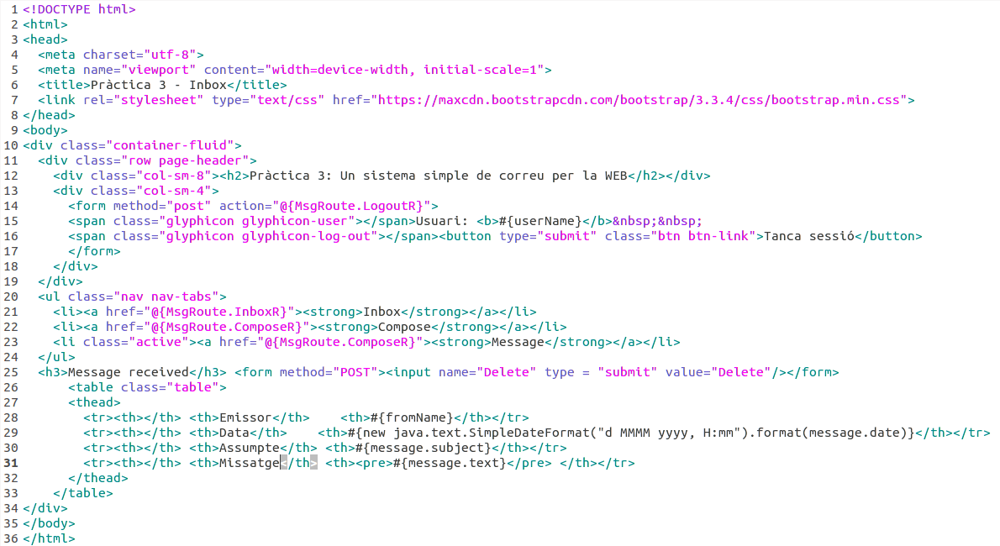 1 <!DOCTYPE html>
2 <html>
3 <head>
4   <meta charset="utf-8">
5   <meta name="viewport" content="width=device-width, initial-scale=1">
6   <title>Pràctica 3 - Inbox</title>
7   <link rel="stylesheet" type="text/css" href="https://maxcdn.bootstrapcdn.com/bootstrap/3.3.4/css/bootstrap.min.css">
8 </head>
9 <body>
10 <div class="container-fluid">
11   <div class="row page-header">
12     <div class="col-sm-8"><h2>Pràctica 3: Un sistema simple de correu per la WEB</h2></div>
13     <div class="col-sm-4">
14       <form method="post" action="@{MsgRoute.LogoutR}">
15       <span class="glyphicon glyphicon-user"></span>Usuari: <b>#{userName}</b>&nbsp;&nbsp;
16       <span class="glyphicon glyphicon-log-out"></span><button type="submit" class="btn btn-link">Tanca sessió</button>
17       </form>
18     </div>
19   </div>
20   <ul class="nav nav-tabs">
21     <li><a href="@{MsgRoute.InboxR}"><strong>Inbox</strong></a></li>
22     <li><a href="@{MsgRoute.ComposeR}"><strong>Compose</strong></a></li>
23     <li class="active"><a href="@{MsgRoute.ComposeR}"><strong>Message</strong></a></li>
24   </ul>
25   <h3>Message received</h3> <form method="POST"><input name="Delete" type = "submit" value="Delete"/></form>
26       <table class="table">
27       <thead>
28         <tr><th></th> <th>Emissor</th>    <th>#{fromName}</th></tr>
29         <tr><th></th> <th>Data</th>    <th>#{new java.text.SimpleDateFormat("d MMMM yyyy, H:mm").format(message.date)}</th></tr>
30         <tr><th></th> <th>Assumpte</th> <th>#{message.subject}</th></tr>
31         <tr><th></th> <th>Missatge</th> <th><pre>#{message.text}</pre> </th></tr>
32       </thead>
33     </table>
34 </div>
35 </body>
36 </html>